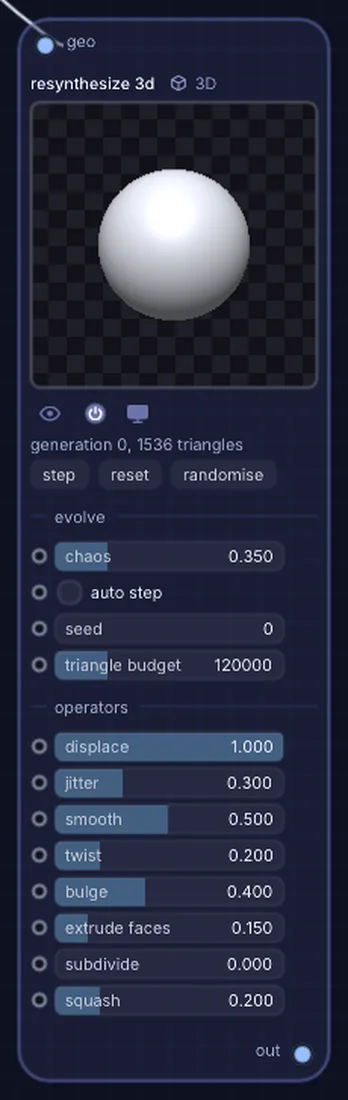 geo
resynthesize 3d 3D
generation 0, 1536 triangles
step reset randomise
evolve
chaos 0.350
auto step
seed 0
triangle budget 120000
operators
displace 1.000
jitter 0.300
smooth 0.500
twist 0.200
bulge 0.400
extrude faces 0.150
subdivide 0.000
squash 0.200
out